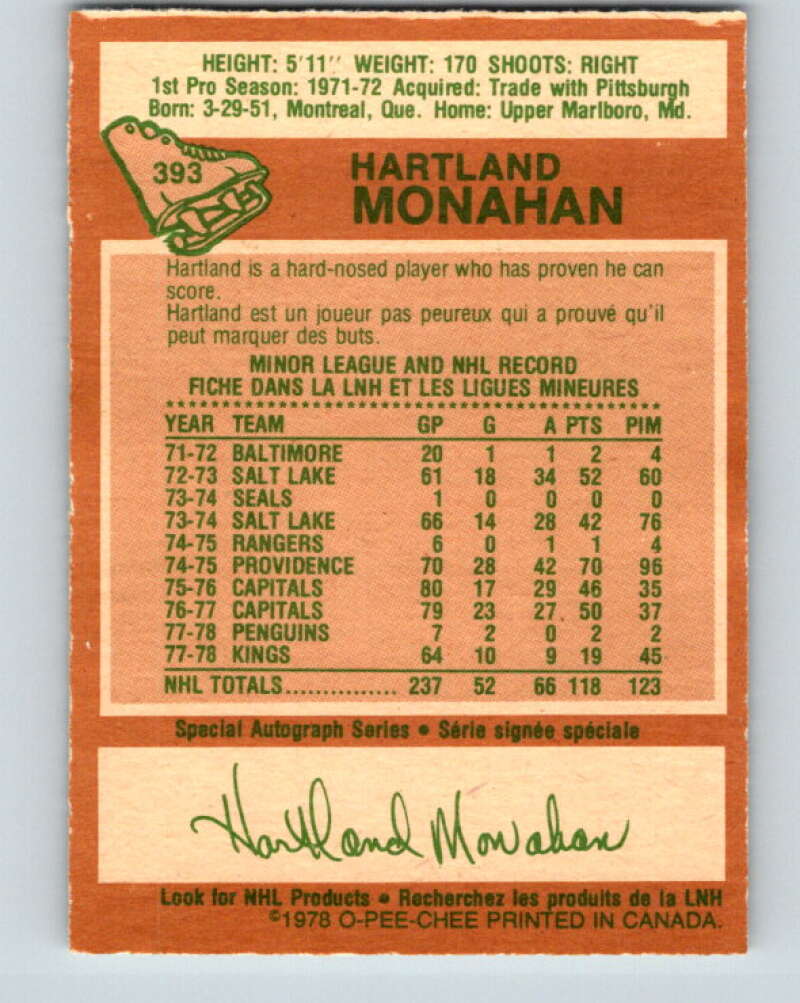 HEIGHT: 5'11'' WEIGHT: 170 SHOOTS: RIGHT
1st Pro Season: 1971-72 Acquired: Trade with Pittsburgh
Born: 3-29-51, Montreal, Que. Home: Upper Marlboro, Md.
393
HARTLAND
MONAHAN
Hartland is a hard-nosed player who has proven he can
score.
Hartland est un joueur pas peureux qui a prouvé qu'il
peut marquer des buts.
MINOR LEAGUE AND NHL RECORD
FICHE DANS LA LNH ET LES LIGUES MINEURES
YEAR TEAM GP G A PTS PIM
71-72 BALTIMORE 20 1 1 2 4
72-73 SALT LAKE 61 18 34 52 60
73-74 SEALS 1 0 0 0 0
73-74 SALT LAKE 66 14 28 42 76
74-75 RANGERS 6 0 1 1 4
74-75 PROVIDENCE 70 28 42 70 96
75-76 CAPITALS 80 17 29 46 35
76-77 CAPITALS 79 23 27 50 37
77-78 PENGUINS 7 2 0 2 2
77-78 KINGS 64 10 9 19 45
NHL TOTALS............... 237 52 66 118 123
Special Autograph Series • Série signée spéciale
Hartland Monahan
Look for NHL Products • Recherchez les produits de la LNH
©1978 O-PEE-CHEE PRINTED IN CANADA.